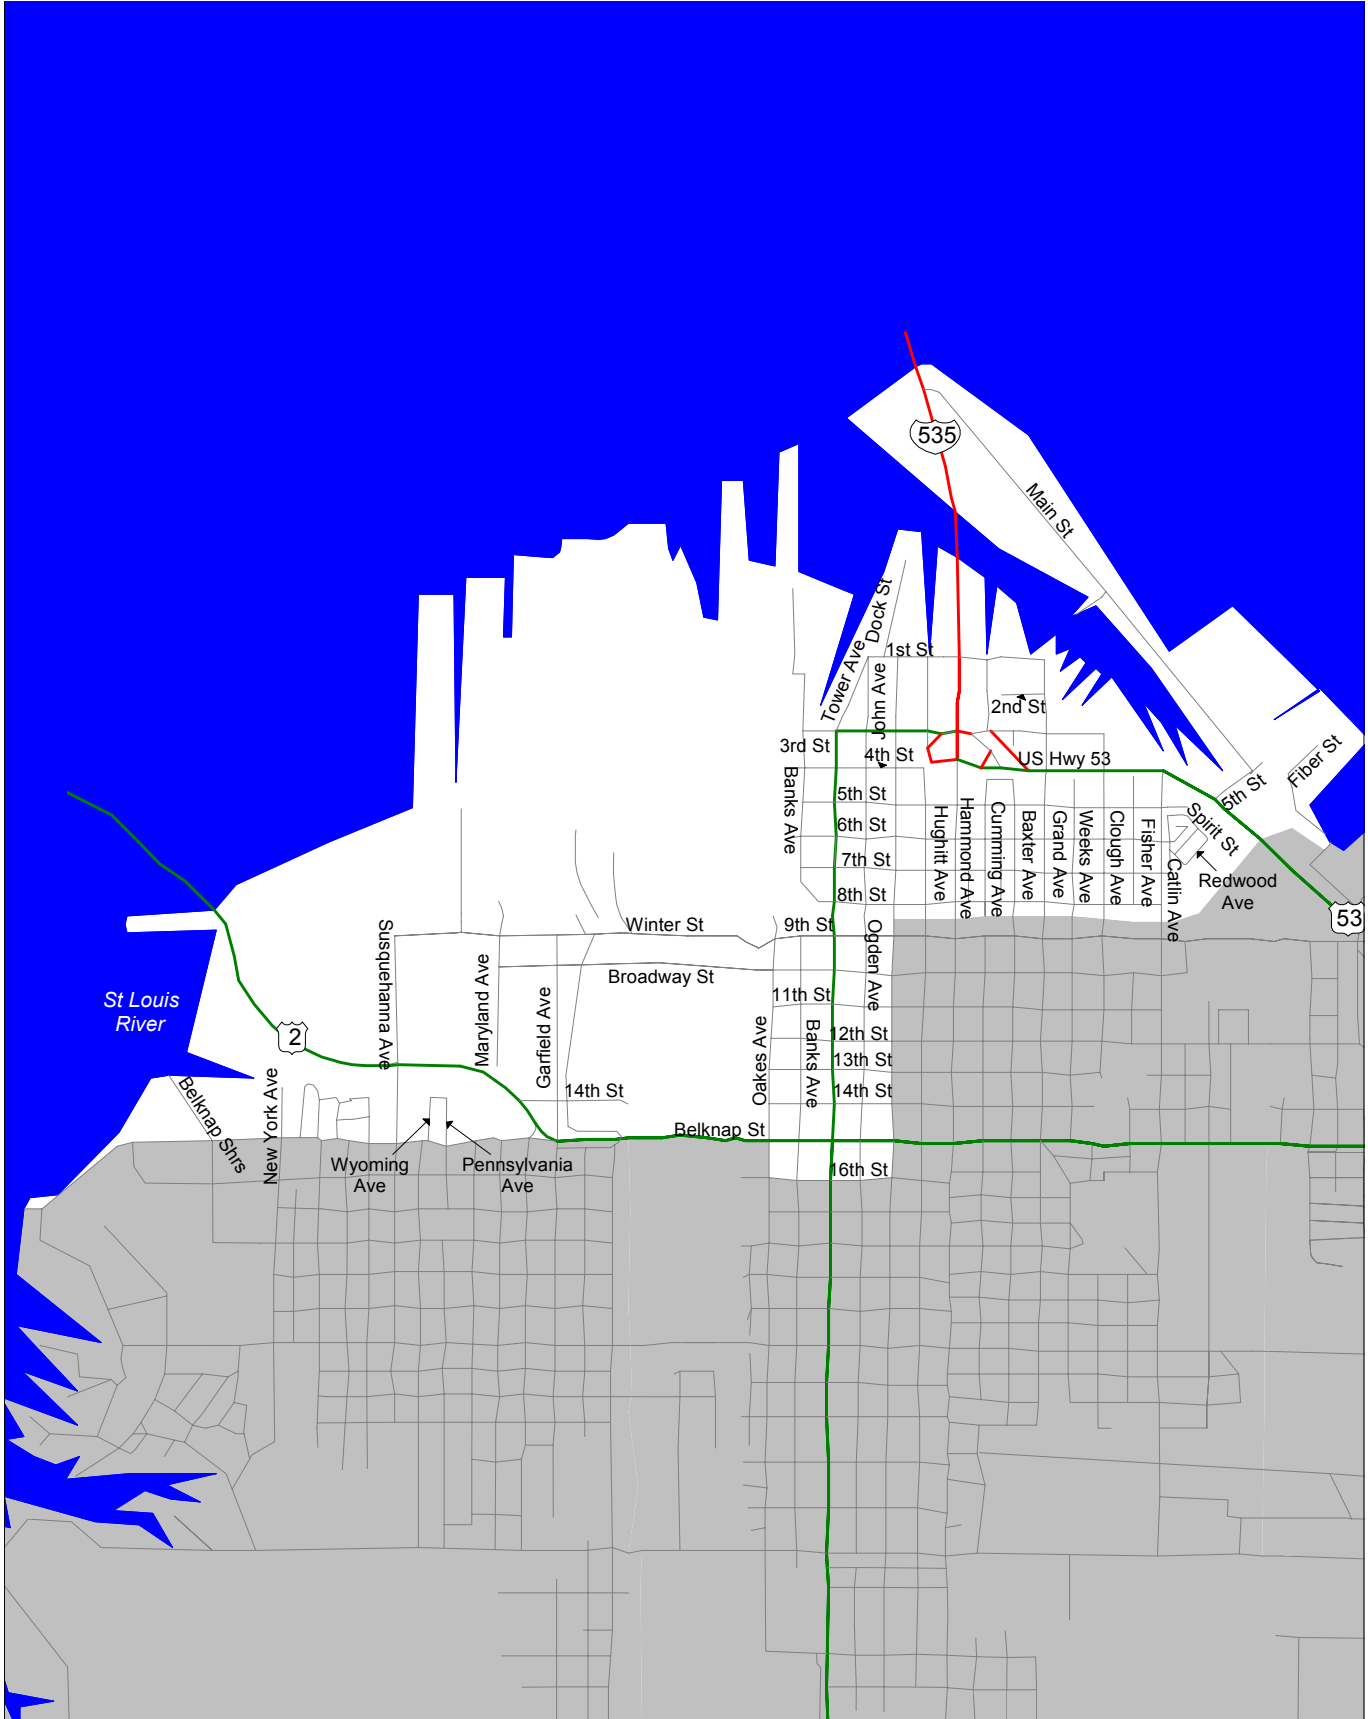 535
Main St
Dock St
1st St
Tower Ave
John Ave
2nd St
3rd St
4th St
US Hwy 53
Fiber St
5th St
5th St
Banks Ave
6th St
Spirit St
Hughitt Ave
Hammond Ave
Cumming Ave
Baxter Ave
Grand Ave
Weeks Ave
Clough Ave
Fisher Ave
Catlin Ave
7th St
Redwood
Ave
8th St
53
Winter St
9th St
Ogden Ave
Susquehanna Ave
Maryland Ave
Broadway St
Garfield Ave
11th St
St Louis
River
2
Oakes Ave
Banks Ave
12th St
13th St
14th St
14th St
Belknap Shrs
New York Ave
Belknap St
Wyoming
Ave
Pennsylvania
Ave
16th St